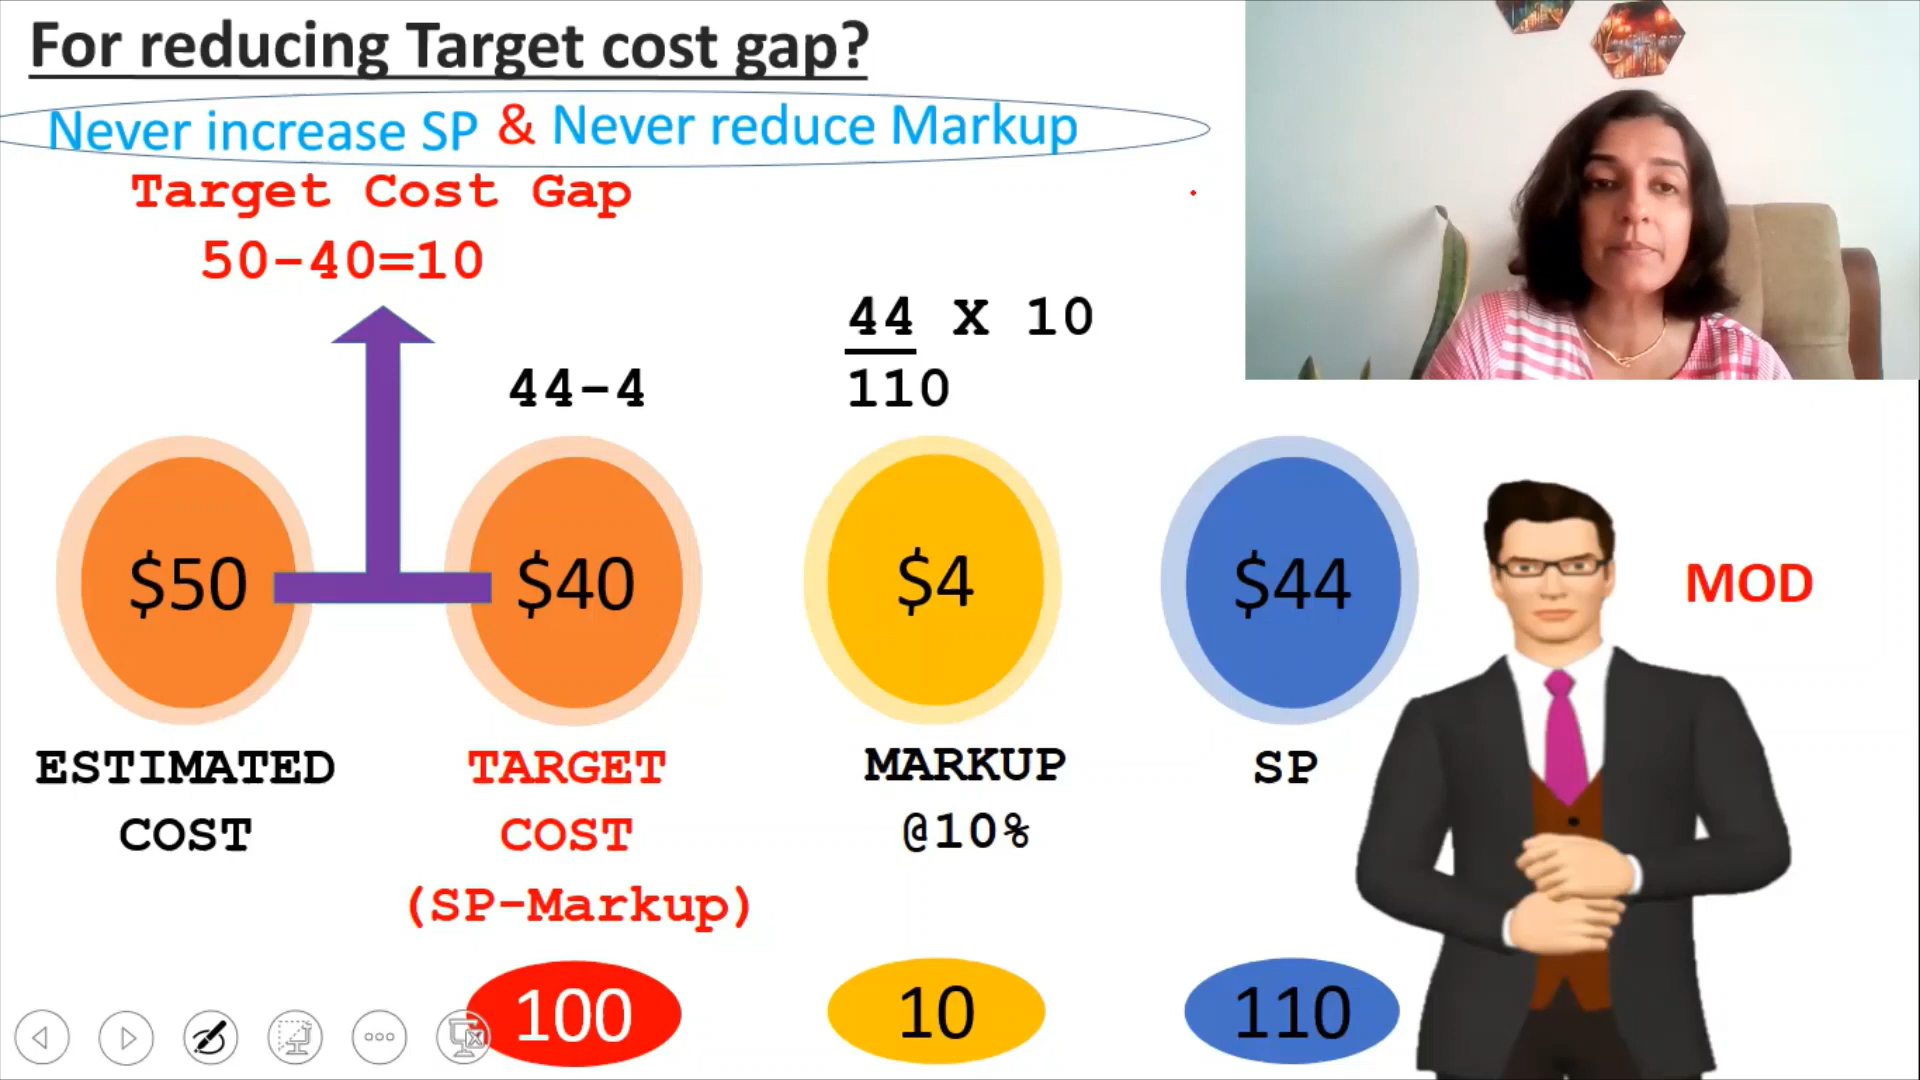 For reducing Target cost gap?
Never increase SP & Never reduce Markup
Target Cost Gap
50-40=10
44 X 10
110
44-4
$50
$40
$4
$44
MOD
ESTIMATED
COST
TARGET
COST
(SP-Markup)
MARKUP
@10%
SP
100
10
110